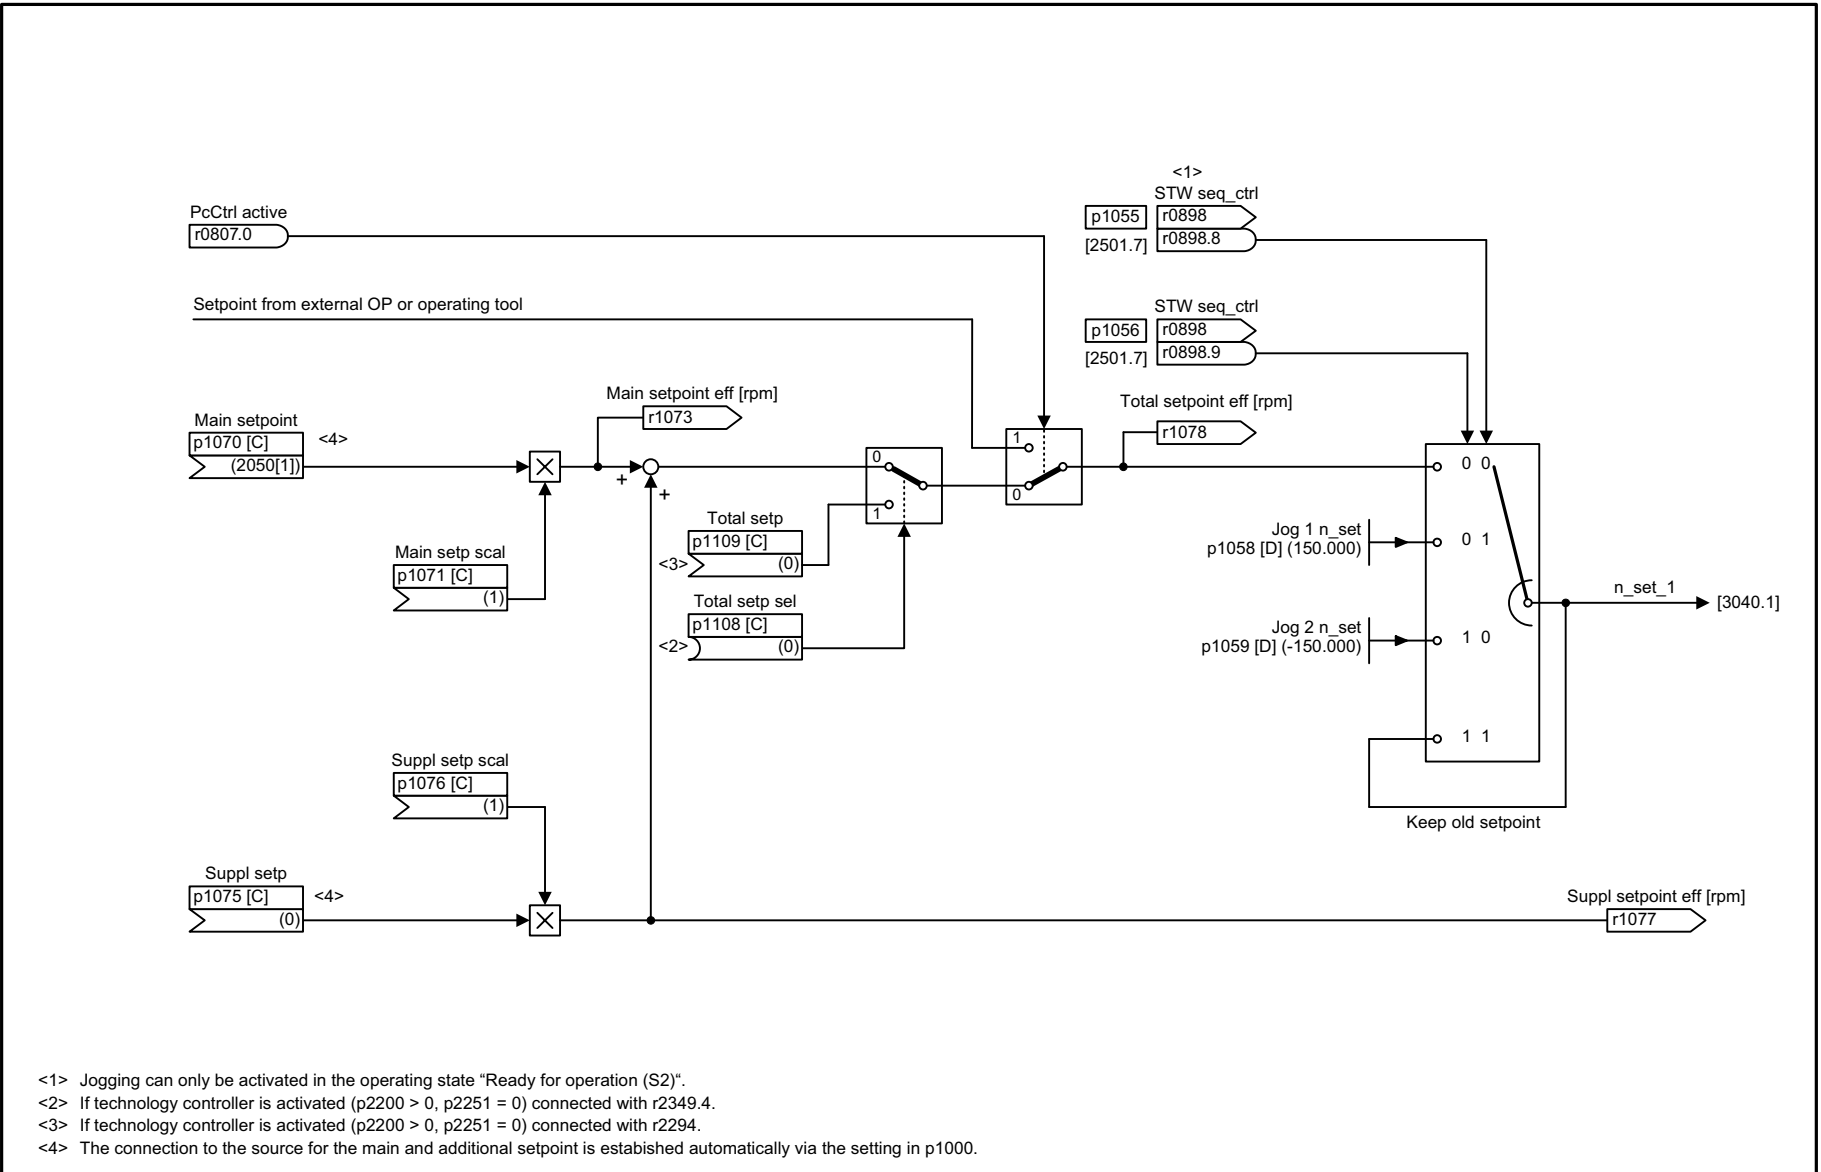 <1>
STW seq_ctrl
PcCtrl active
p1055
r0898
r0807.0
[2501.7]
r0898.8
Setpoint from external OP or operating tool
STW seq_ctrl
p1056
r0898
[2501.7]
r0898.9
Main setpoint eff [rpm]
r1073
Total setpoint eff [rpm]
r1078
Main setpoint
p1070 [C]
<4>
(2050[1])
+
+
0
1
1
0
0 0
Total setp
p1109 [C]
<3>
(0)
Jog 1 n_set
p1058 [D] (150.000)
0 1
Main setp scal
p1071 [C]
(1)
Total setp sel
p1108 [C]
<2>
(0)
n_set_1
[3040.1]
Jog 2 n_set
p1059 [D] (-150.000)
1 0
1 1
Suppl setp scal
p1076 [C]
(1)
Keep old setpoint
Suppl setp
p1075 [C]
<4>
(0)
Suppl setpoint eff [rpm]
r1077
<1> Jogging can only be activated in the operating state “Ready for operation (S2)“.
<2> If technology controller is activated (p2200 > 0, p2251 = 0) connected with r2349.4.
<3> If technology controller is activated (p2200 > 0, p2251 = 0) connected with r2294.
<4> The connection to the source for the main and additional setpoint is estabished automatically via the setting in p1000.